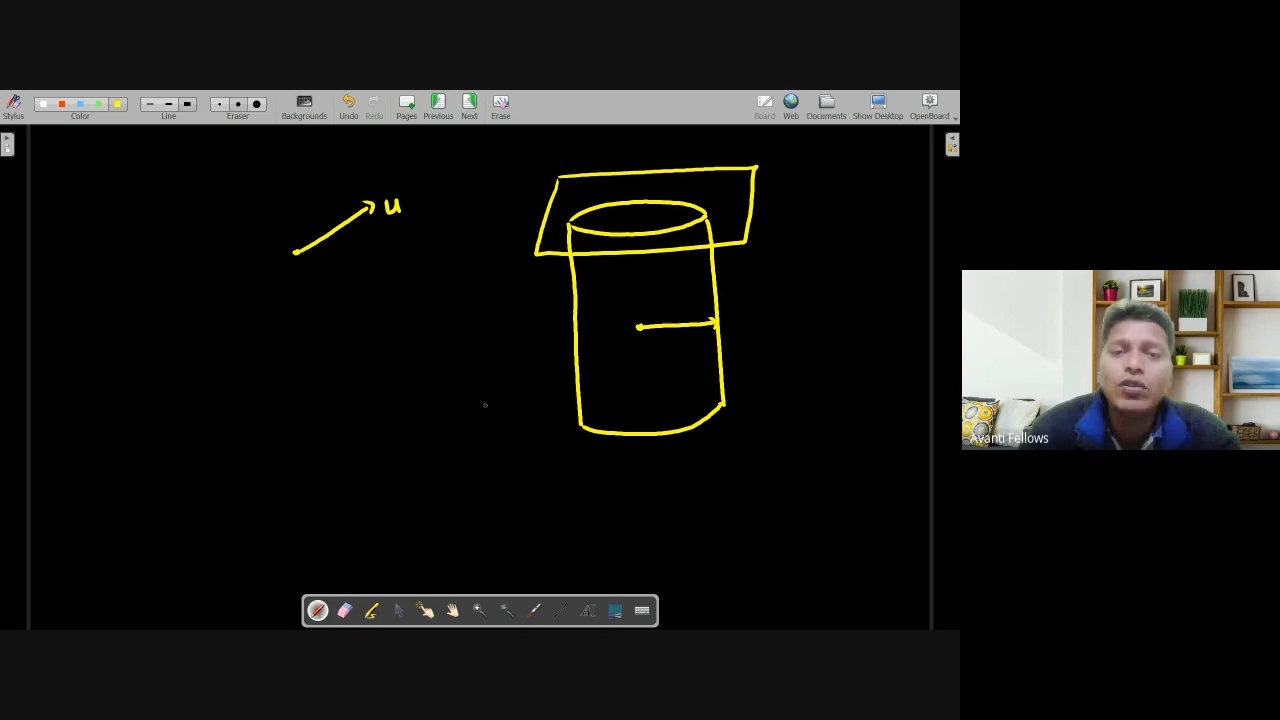 Stylus
Color
Line
Eraser
Backgrounds
Undo
Redo
Pages
Previous
Next
Erase
Board
Web
Documents
Show Desktop
OpenBoard
u
Avanti Fellows